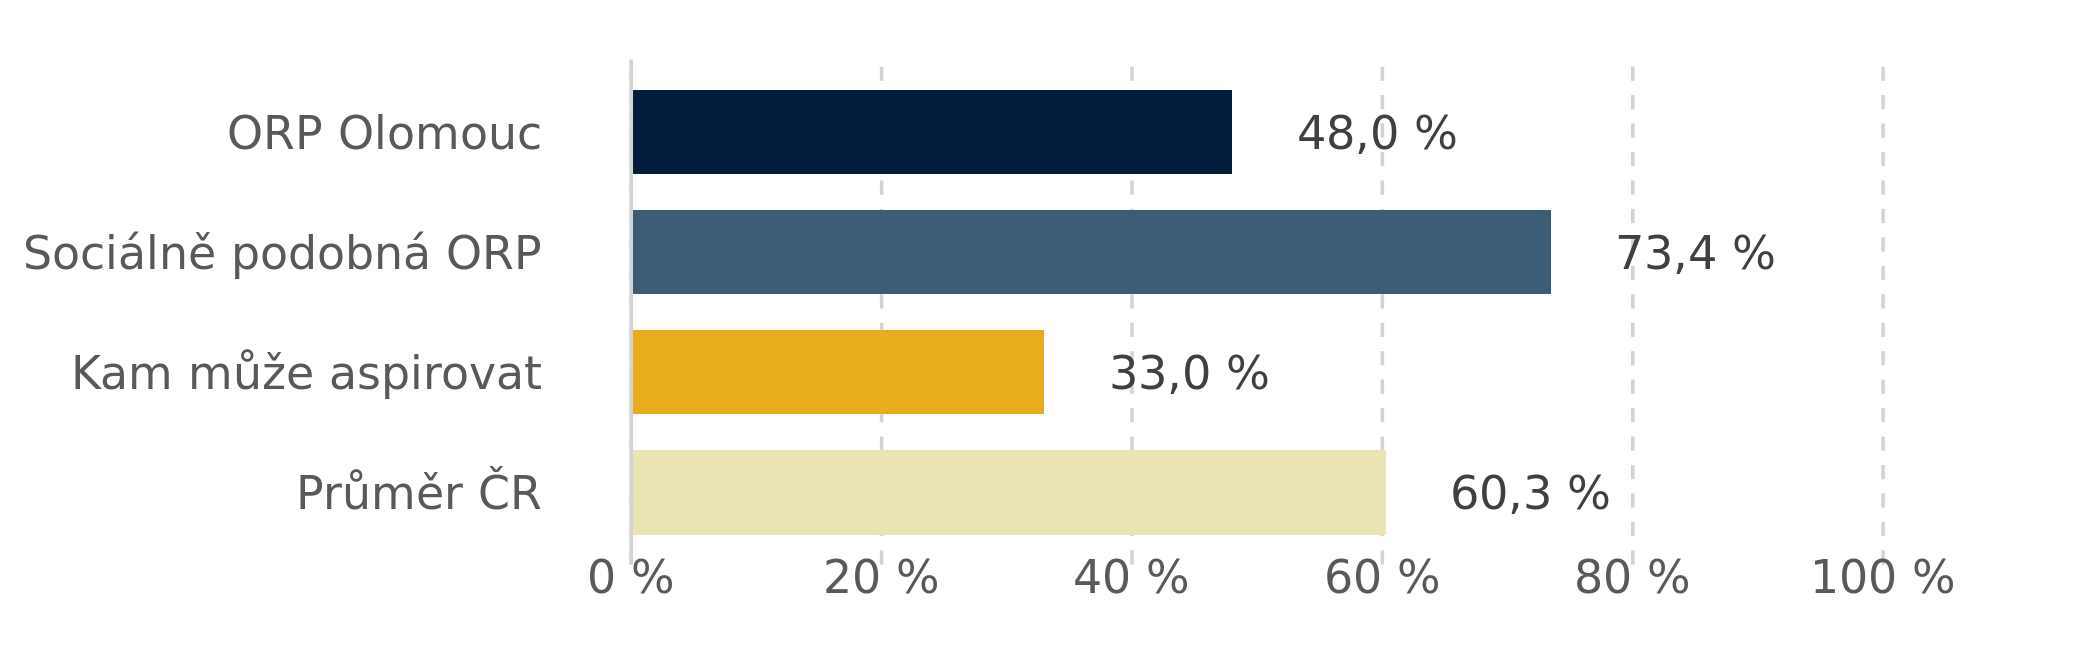 ORP Olomouc 48,0 %
Sociálně podobná ORP 73,4 %
Kam může aspirovat 33,0 %
Průměr ČR 60,3 %
0 % 20 % 40 % 60 % 80 % 100 %